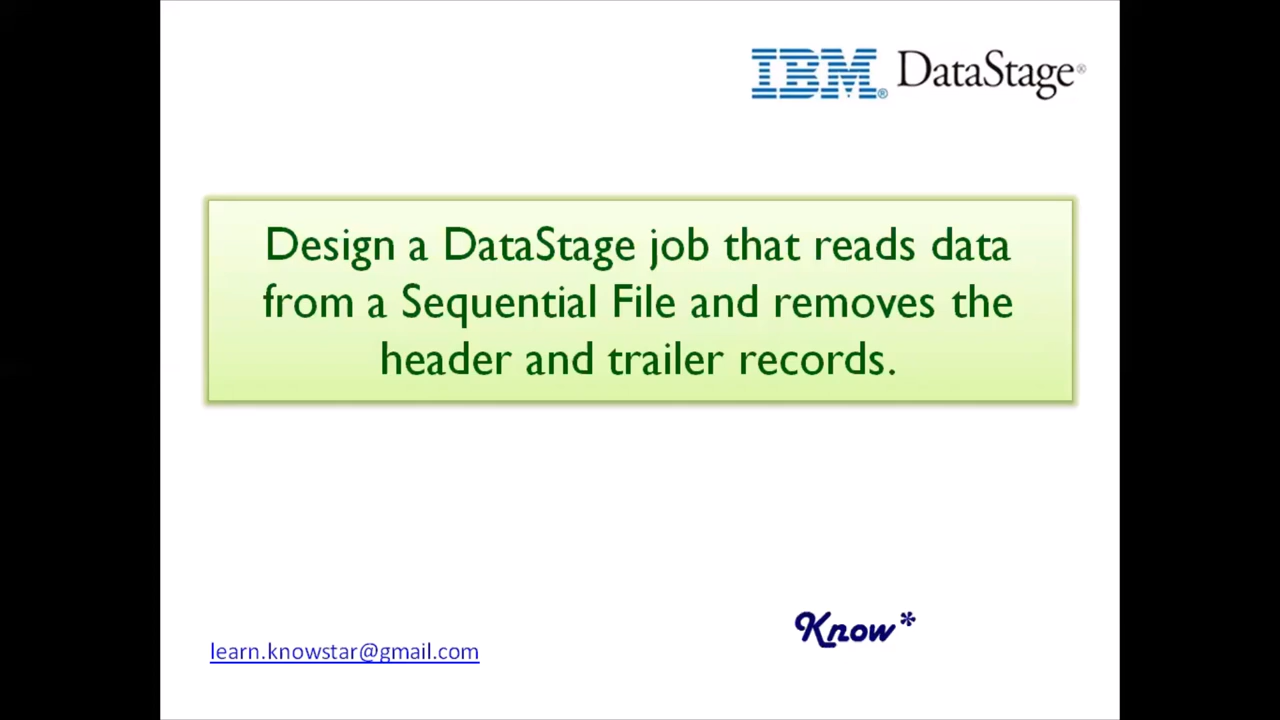 IBM® DataStage®
Design a DataStage job that reads data
from a Sequential File and removes the
header and trailer records.
Know*
learn.knowstar@gmail.com